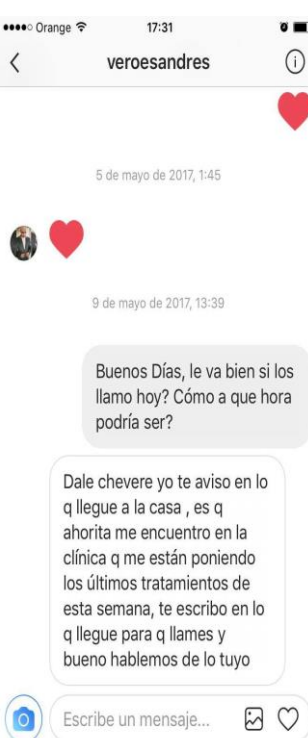 Orange 17:31
veroesandres
5 de mayo de 2017, 1:45
9 de mayo de 2017, 13:39
Buenos Días, le va bien si los
llamo hoy? Cómo a que hora
podría ser?
Dale chevere yo te aviso en lo
q llegue a la casa , es q
ahorita me encuentro en la
clínica q me están poniendo
los últimos tratamientos de
esta semana, te escribo en lo
q llegue para q llames y
bueno hablemos de lo tuyo
Escribe un mensaje...